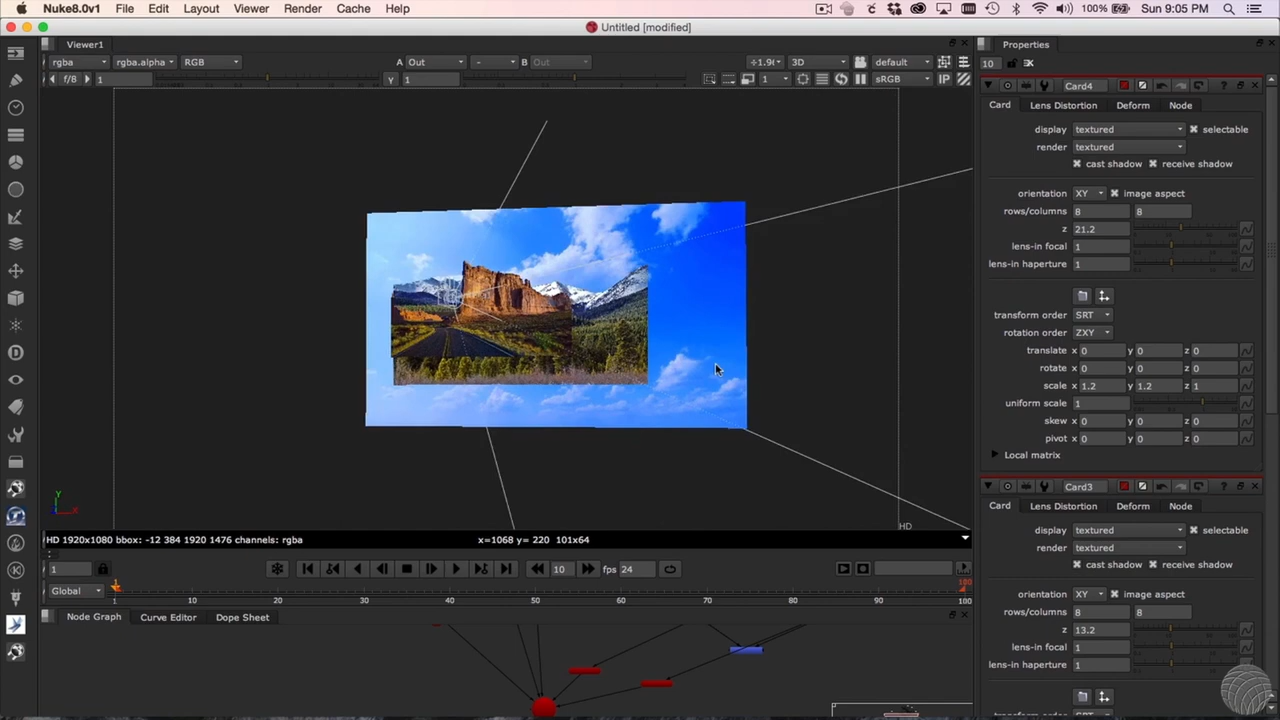 Nuke8.0v1 File Edit Layout Viewer Render Cache Help 100% Sun 9:05 PM
Untitled [modified]
Viewer1
rgba rgba.alpha RGB A Out - B Out ÷1.9( 3D default
f/8 1 γ 1 1 sRGB IP
HD
HD 1920x1080 bbox: -12 384 1920 1476 channels: rgba x=1068 y= 220 101x64
1 10 fps 24
Global 1 10 20 30 40 50 60 70 80 90 100
1 100
Node Graph Curve Editor Dope Sheet
Y
X
Properties
10
Card4
Card Lens Distortion Deform Node
display textured selectable
render textured
cast shadow receive shadow
orientation XY image aspect
rows/columns 8 8
z 21.2
lens-in focal 1
lens-in haperture 1
transform order SRT
rotation order ZXY
translate x 0 y 0 z 0
rotate x 0 y 0 z 0
scale x 1.2 y 1.2 z 1
uniform scale 1
skew x 0 y 0 z 0
pivot x 0 y 0 z 0
Local matrix
Card3
Card Lens Distortion Deform Node
display textured selectable
render textured
cast shadow receive shadow
orientation XY image aspect
rows/columns 8 8
z 13.2
lens-in focal 1
lens-in haperture 1